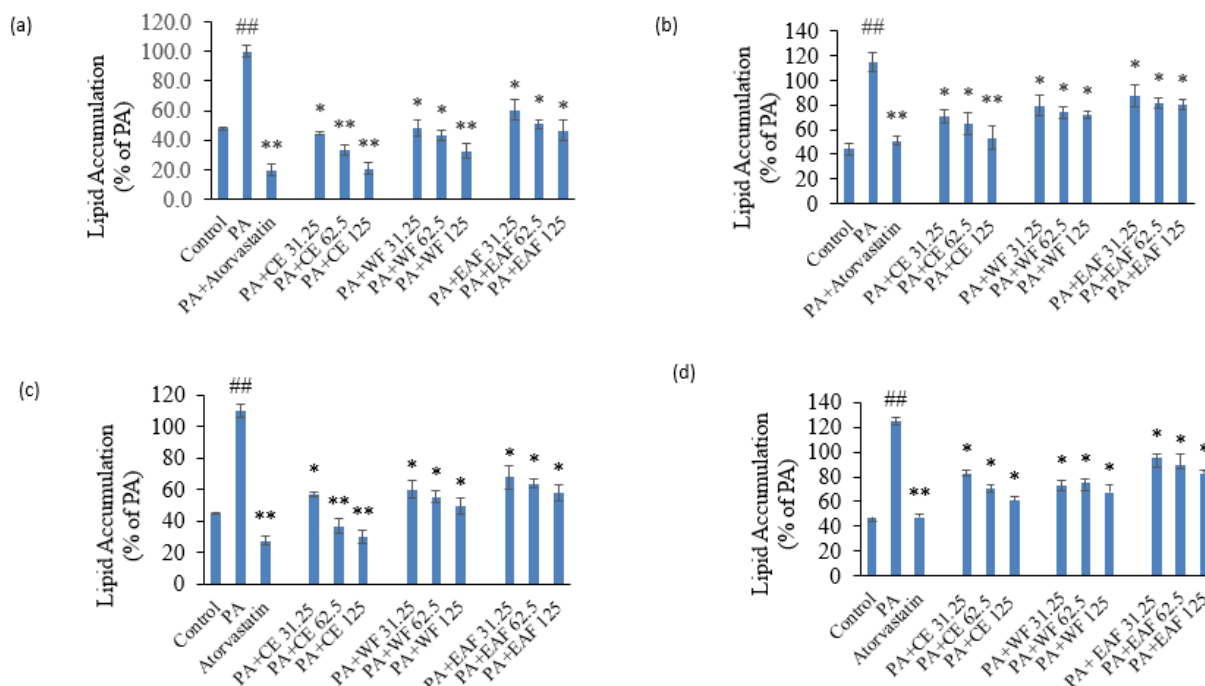 (a)
Lipid Accumulation
(% of PA)
120.0
100.0
80.0
60.0
40.0
20.0
0.0
##
**
*
**
**
*
*
**
*
*
*
Control
PA
PA+Atorvastatin
PA+CE 31.25
PA+CE 62.5
PA+CE 125
PA+WF 31.25
PA+WF 62.5
PA+WF 125
PA+EAF 31.25
PA+EAF 62.5
PA+EAF 125
(b)
Lipid Accumulation
(% of PA)
140
120
100
80
60
40
20
0
##
**
*
*
**
*
*
*
*
*
*
Control
PA
PA+Atorvastatin
PA+CE 31.25
PA+CE 62.5
PA+CE 125
PA+WF 31.25
PA+WF 62.5
PA+WF 125
PA+EAF 31.25
PA+EAF 62.5
PA+EAF 125
(c)
Lipid Accumulation
(% of PA)
120
100
80
60
40
20
0
##
**
*
**
**
*
*
*
*
*
*
Control
PA
Atorvastatin
PA+CE 31.25
PA+CE 62.5
PA+CE 125
PA+WF 31.25
PA+WF 62.5
PA+WF 125
PA+EAF 31.25
PA+EAF 62.5
PA+EAF 125
(d)
Lipid Accumulation
(% of PA)
140
120
100
80
60
40
20
0
##
**
*
*
*
*
*
*
*
*
*
Control
PA
Atorvastatin
PA+CE 31.25
PA+CE 62.5
PA+CE 125
PA+WF 31.25
PA+WF 62.5
PA+WF 125
PA+ EAF 31.25
PA+EAF 62.5
PA+EAF 125